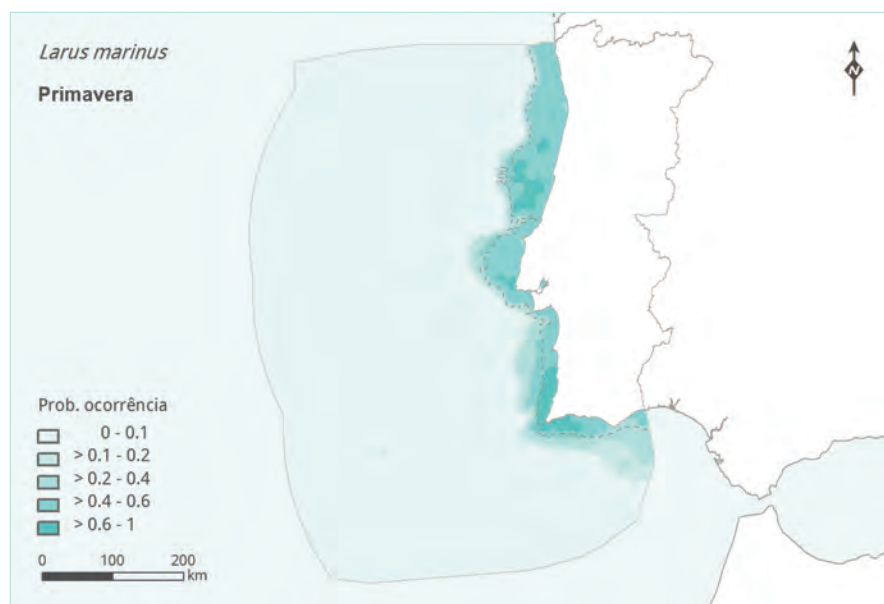 Larus marinus
Primavera
N
Prob. ocorrência
0 - 0.1
> 0.1 - 0.2
> 0.2 - 0.4
> 0.4 - 0.6
> 0.6 - 1
0 100 200
km